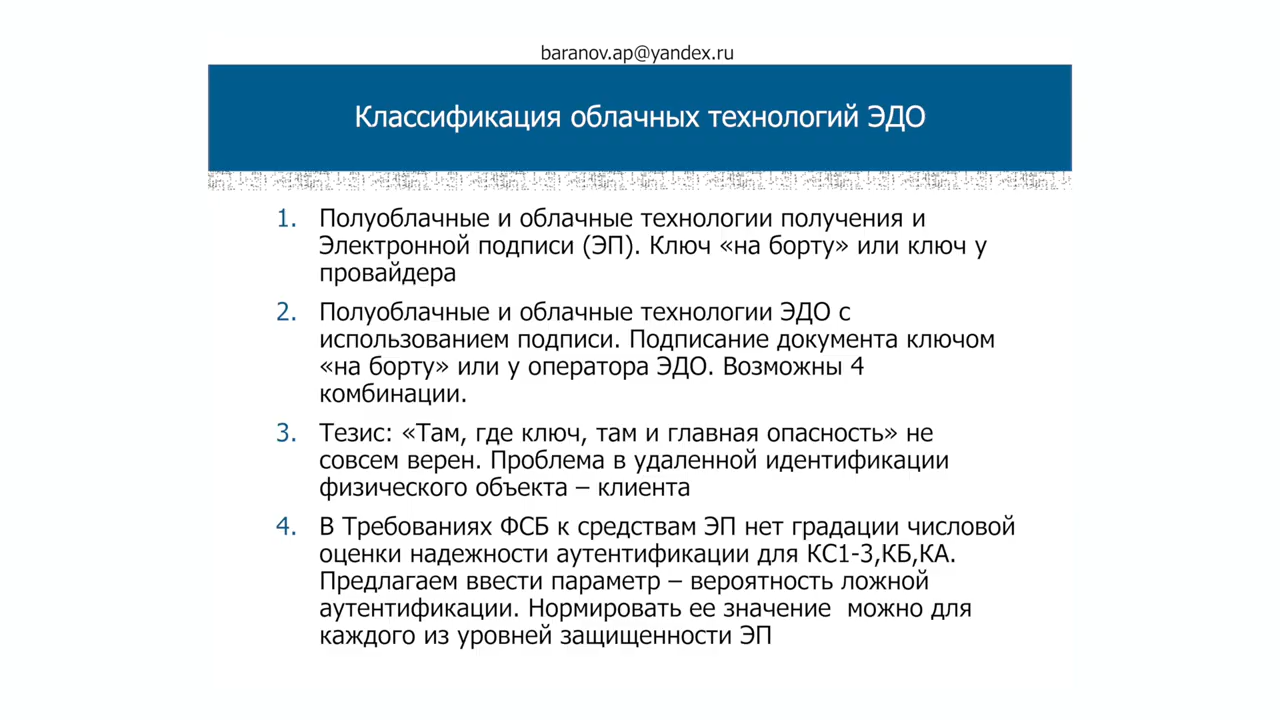 baranov.ap@yandex.ru
Классификация облачных технологий ЭДО
1. Полуоблачные и облачные технологии получения и
Электронной подписи (ЭП). Ключ «на борту» или ключ у
провайдера
2. Полуоблачные и облачные технологии ЭДО с
использованием подписи. Подписание документа ключом
«на борту» или у оператора ЭДО. Возможны 4
комбинации.
3. Тезис: «Там, где ключ, там и главная опасность» не
совсем верен. Проблема в удаленной идентификации
физического объекта – клиента
4. В Требованиях ФСБ к средствам ЭП нет градации числовой
оценки надежности аутентификации для КС1-3,КБ,КА.
Предлагаем ввести параметр – вероятность ложной
аутентификации. Нормировать ее значение  можно для
каждого из уровней защищенности ЭП